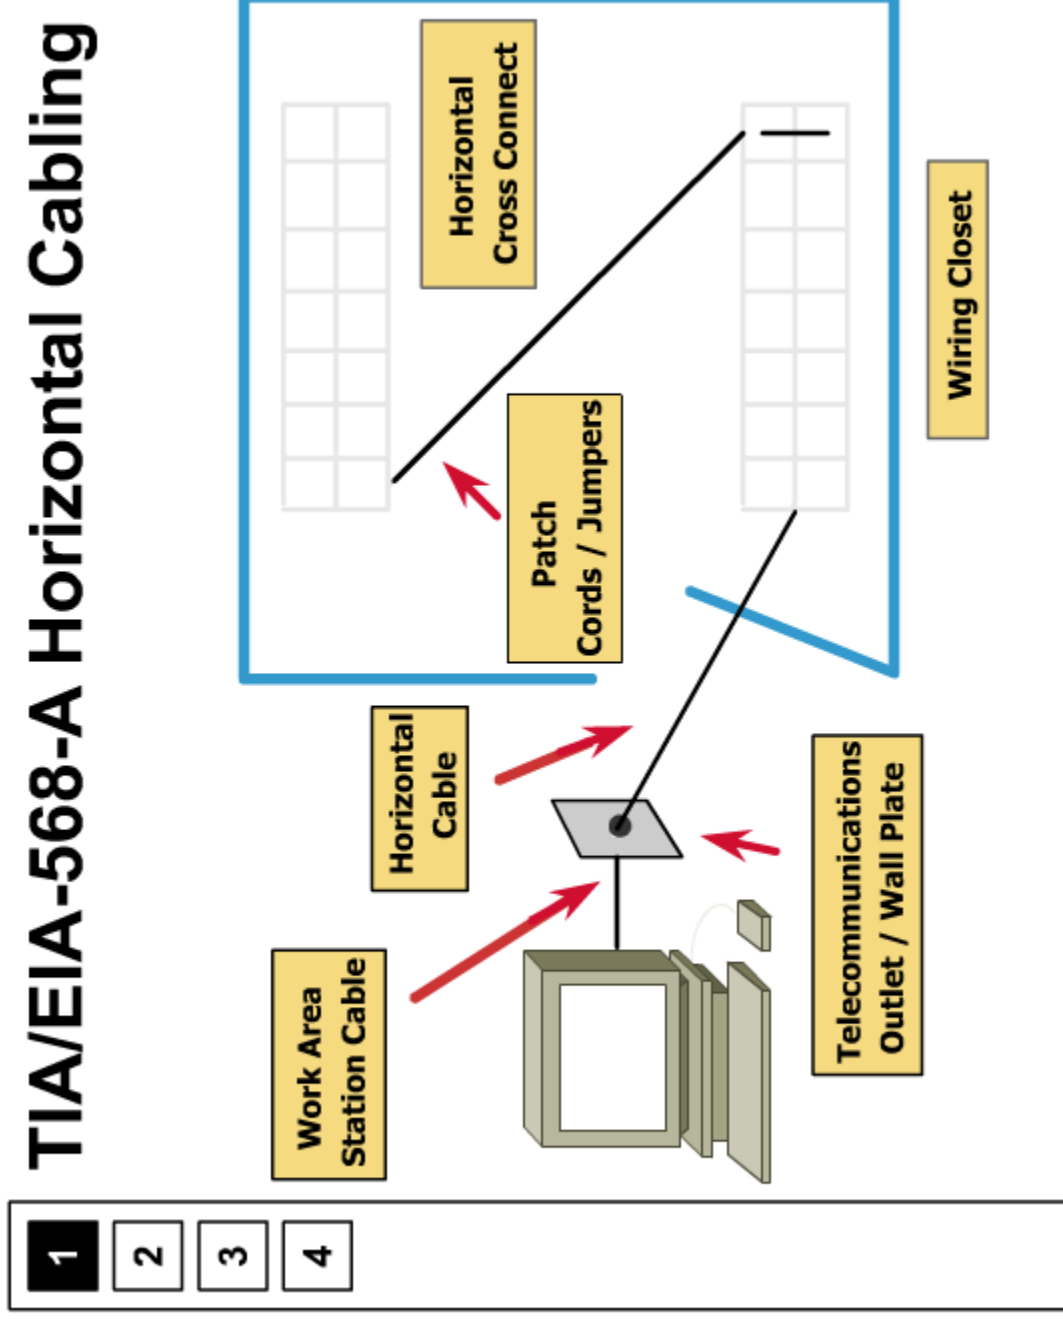 TIA/EIA-568-A Horizontal Cabling
1
2
3
4
Work Area
Station Cable
Horizontal
Cable
Patch
Cords / Jumpers
Horizontal
Cross Connect
Telecommunications
Outlet / Wall Plate
Wiring Closet